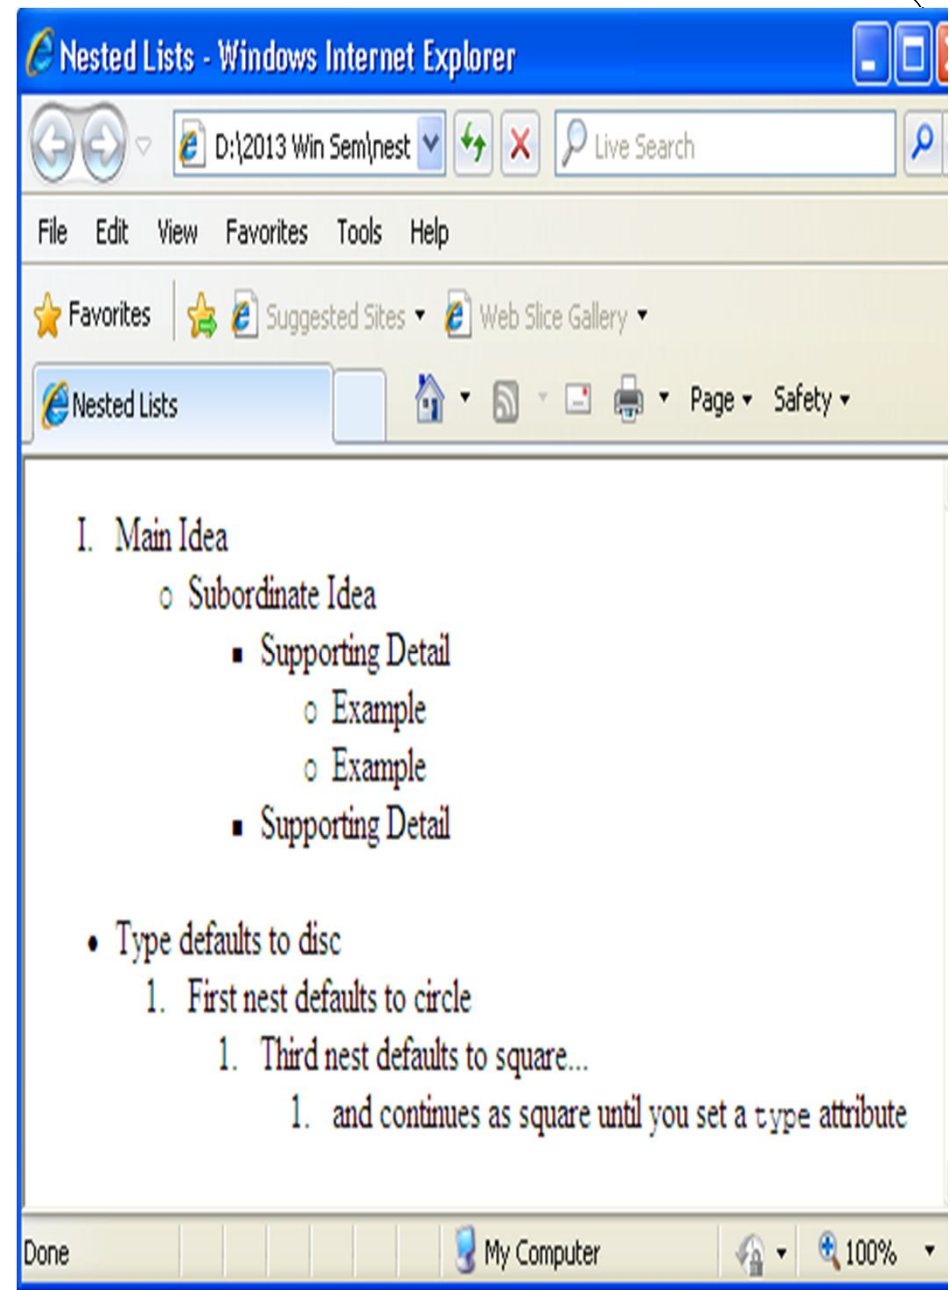 Nested Lists - Windows Internet Explorer
D:\2013 Win Sem\nest Live Search
File Edit View Favorites Tools Help
Favorites Suggested Sites Web Slice Gallery
Nested Lists Page Safety
I. Main Idea
o Subordinate Idea
▪ Supporting Detail
o Example
o Example
▪ Supporting Detail
• Type defaults to disc
1. First nest defaults to circle
1. Third nest defaults to square...
1. and continues as square until you set a type attribute
Done My Computer 100%